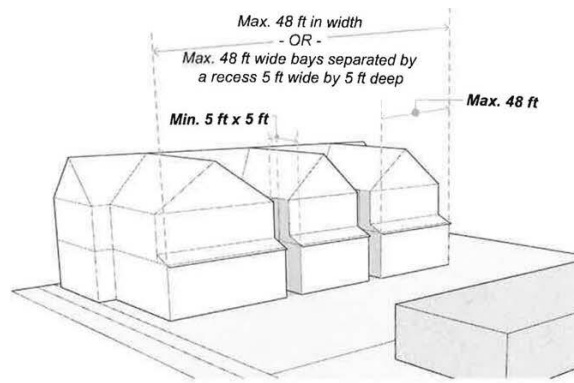 Max. 48 ft in width
- OR -
Max. 48 ft wide bays separated by
a recess 5 ft wide by 5 ft deep
Max. 48 ft
Min. 5 ft x 5 ft